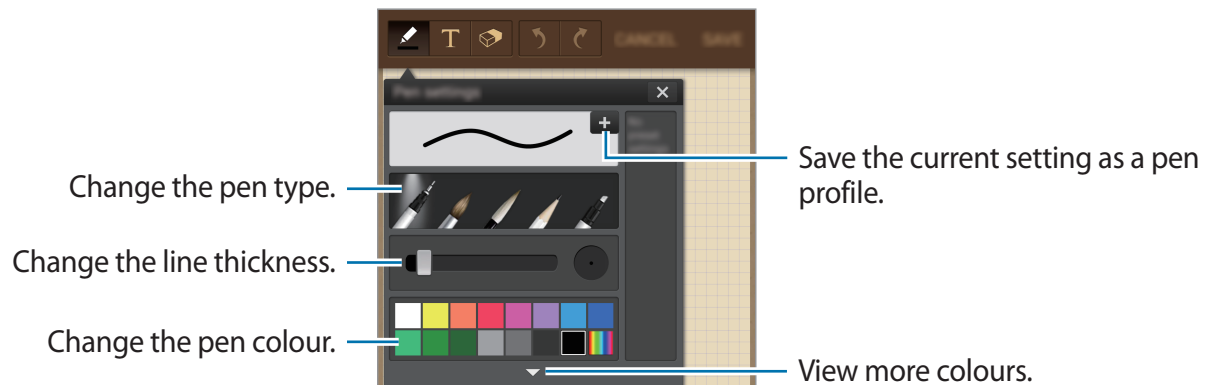 T
CANCEL SAVE
Pen settings
Save the current setting as a pen
profile.
Change the pen type.
Change the line thickness.
Change the pen colour.
View more colours.